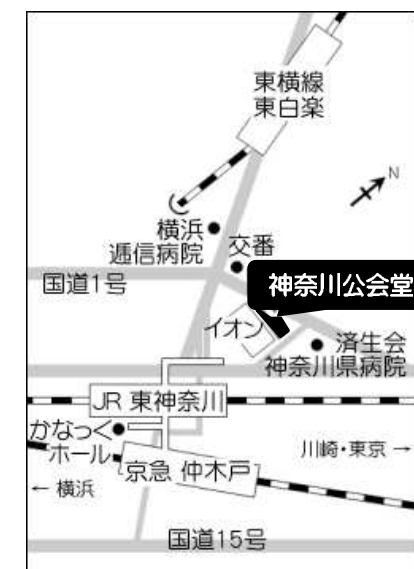 東横線
東白楽
N
横浜
逓信病院
交番
国道1号
神奈川公会堂
イオン
済生会
神奈川県病院
JR 東神奈川
かなっく
ホール
川崎・東京 →
京急 仲木戸
← 横浜
国道15号